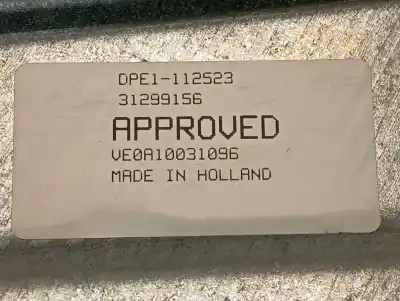 DPE1-112523
31299156
APPROVED
VE0A10031096
MADE IN HOLLAND